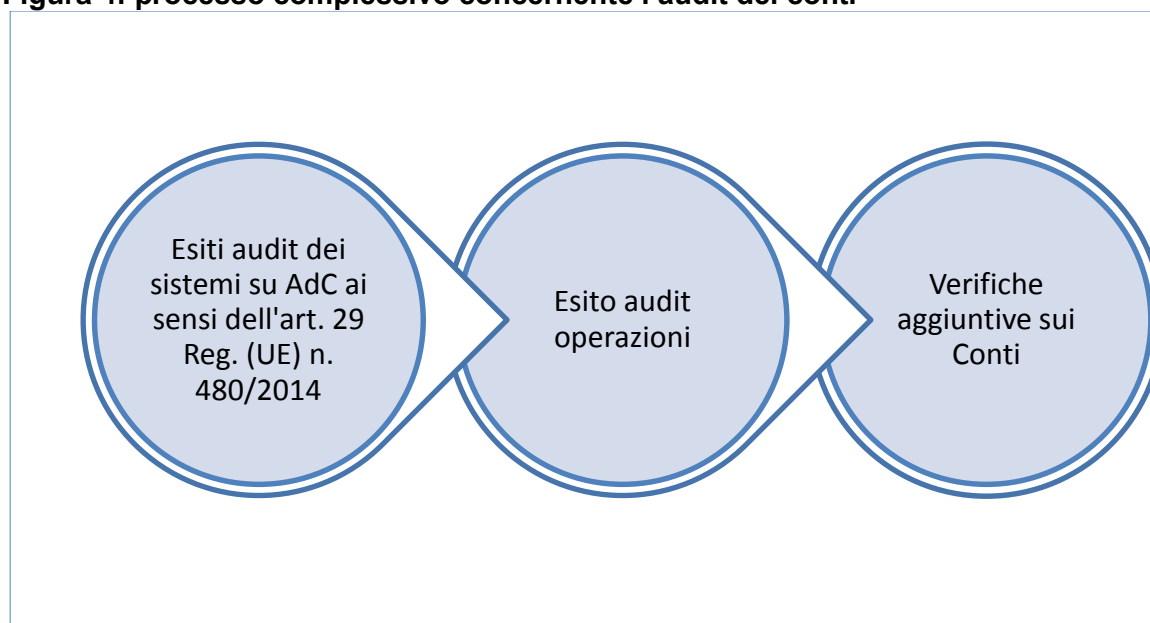 Esiti audit dei
sistemi su AdC ai
sensi dell'art. 29
Reg. (UE) n.
480/2014
Esito audit
operazioni
Verifiche
aggiuntive sui
Conti